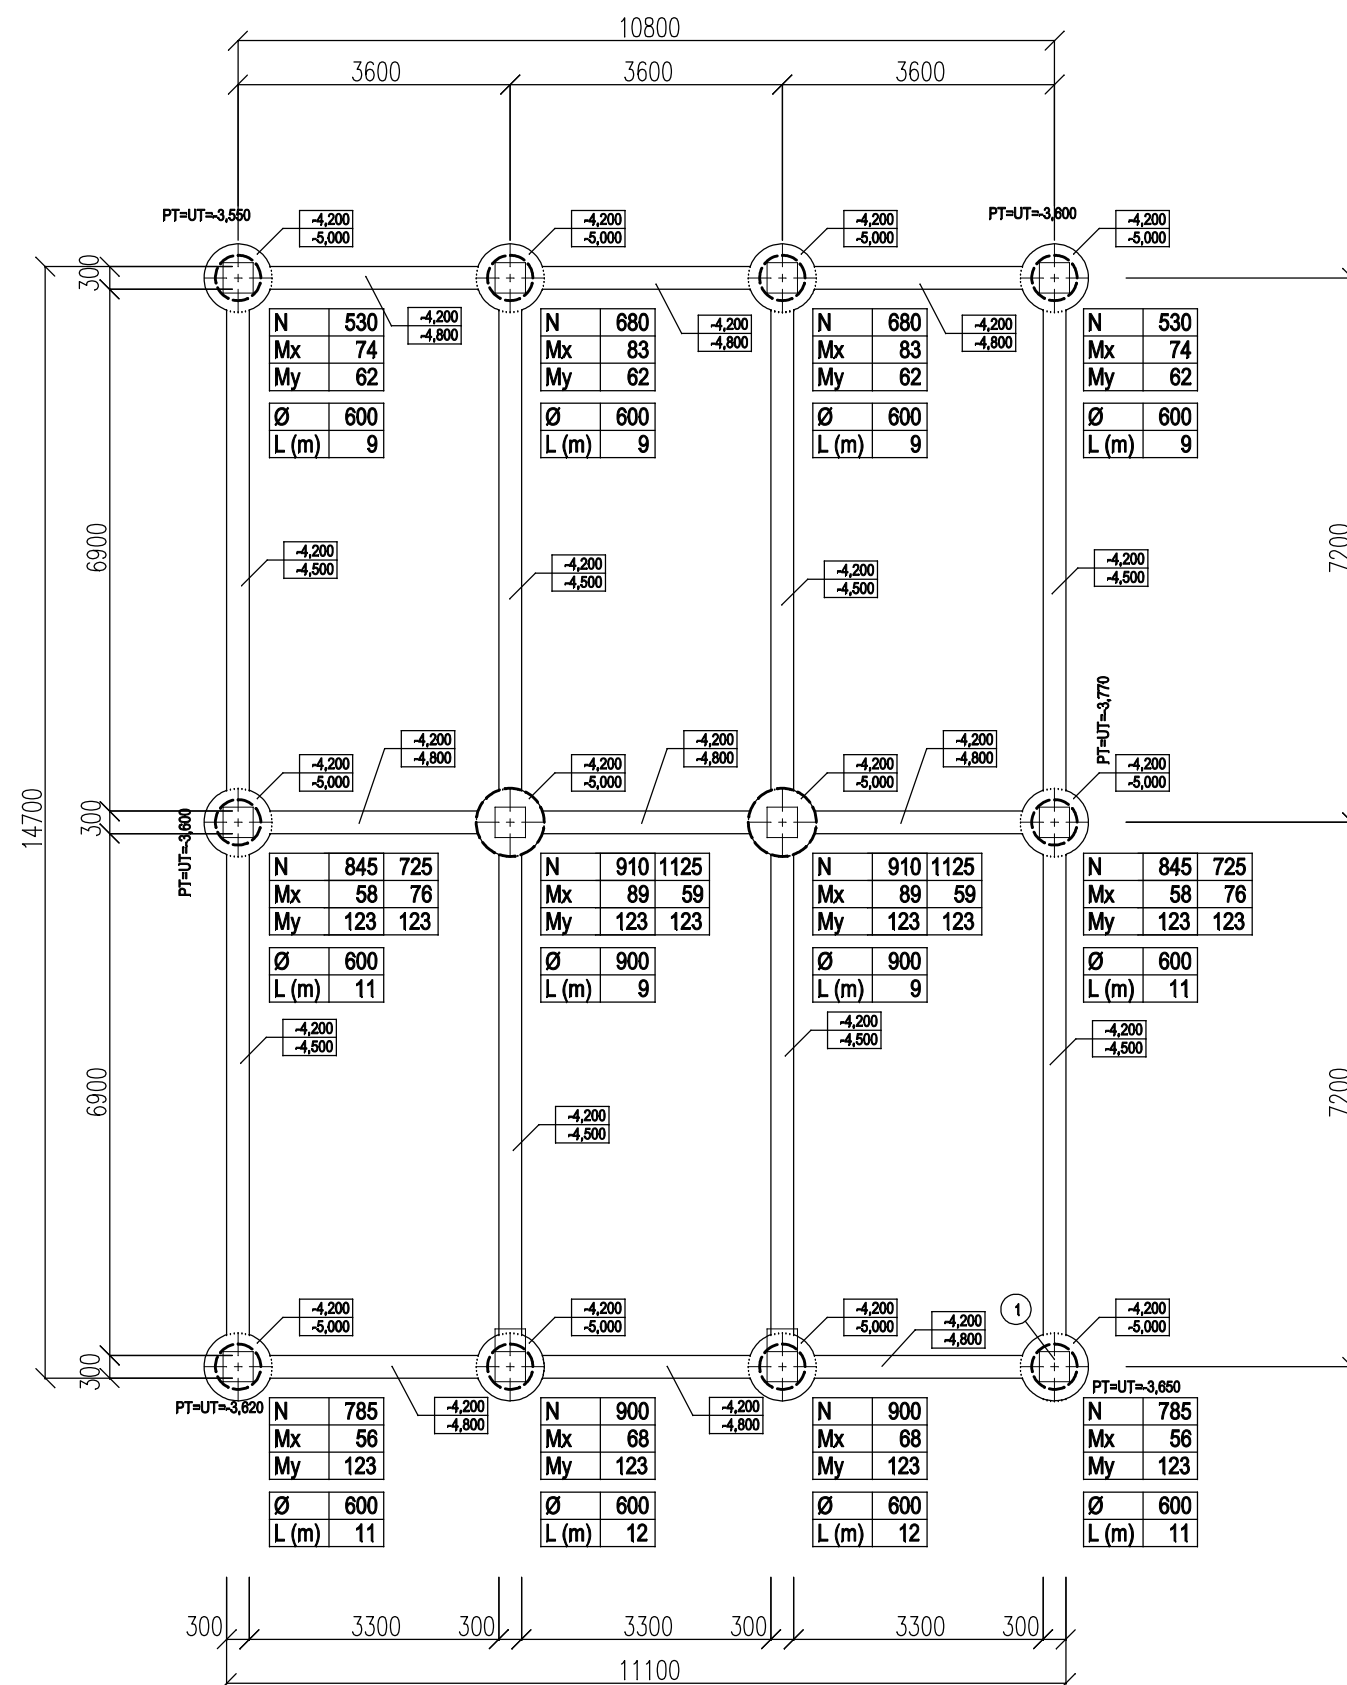 10800
3600 3600 3600
PT=UT=-3,550
PT=UT=-3,600
-4,200 -4,200 -4,200 -4,200
-5,000 -5,000 -5,000 -5,000
300
-4,200 -4,200 -4,200
-4,800 -4,800 -4,800
N 530 N 680 N 680 N 530
Mx 74 Mx 83 Mx 83 Mx 74
My 62 My 62 My 62 My 62
Ø 600 Ø 600 Ø 600 Ø 600
L (m) 9 L (m) 9 L (m) 9 L (m) 9
6900 7200
-4,200 -4,200 -4,200 -4,200
-4,500 -4,500 -4,500 -4,500
PT=UT=-3,770
-4,200 -4,200 -4,200
-4,800 -4,800 -4,800
-4,200 -4,200 -4,200 -4,200
-5,000 -5,000 -5,000 -5,000
14700
300
PT=UT=-3,600
N 845 725 N 910 1125 N 910 1125 N 845 725
Mx 58 76 Mx 89 59 Mx 89 59 Mx 58 76
My 123 123 My 123 123 My 123 123 My 123 123
Ø 600 Ø 900 Ø 900 Ø 600
L (m) 11 L (m) 9 L (m) 9 L (m) 11
-4,200 -4,200 -4,200
-4,500 -4,500 -4,500
6900 7200
-4,200
-4,500
-4,200 -4,200 -4,200 1 -4,200
-5,000 -5,000 -5,000 -5,000
-4,200
-4,800
300
PT=UT=-3,620
PT=UT=-3,650
-4,200 -4,200
-4,800 -4,800
N 785 N 900 N 900 N 785
Mx 56 Mx 68 Mx 68 Mx 56
My 123 My 123 My 123 My 123
Ø 600 Ø 600 Ø 600 Ø 600
L (m) 11 L (m) 12 L (m) 12 L (m) 11
300 3300 300 3300 300 3300 300
11100